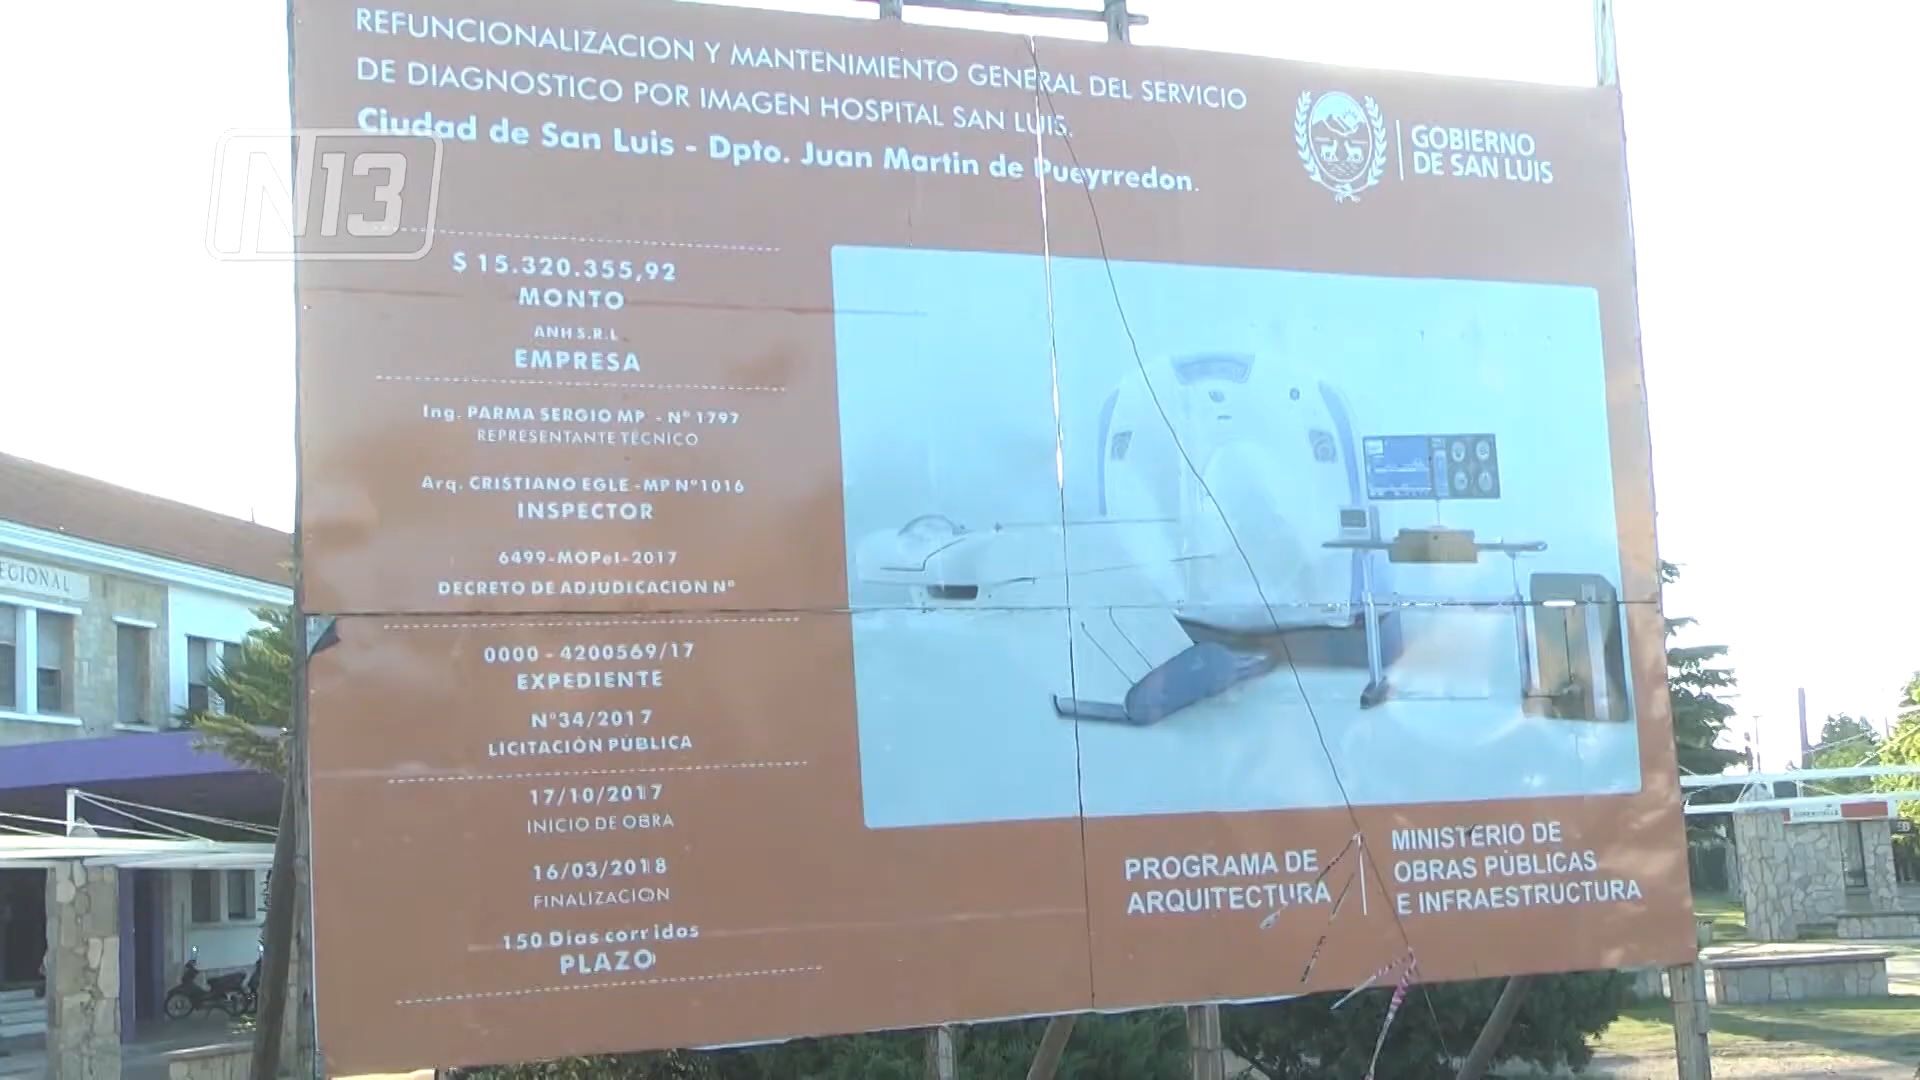 REFUNCIONALIZACION Y MANTENIMIENTO GENERAL DEL SERVICIO
DE DIAGNOSTICO POR IMAGEN HOSPITAL SAN LUIS.
Ciudad de San Luis - Dpto. Juan Martin de Pueyrredon.
GOBIERNO
DE SAN LUIS
N13
$ 15.320.355,92
MONTO
ANH S.R.L
EMPRESA
Ing. PARMA SERGIO MP - Nº 1797
REPRESENTANTE TÉCNICO
Arq. CRISTIANO EGLE -MP Nº1016
INSPECTOR
6499-MOPeI-2017
DECRETO DE ADJUDICACION Nº
0000 - 4200569/17
EXPEDIENTE
Nº34/2017
LICITACIÓN PÚBLICA
17/10/2017
INICIO DE OBRA
16/03/2018
FINALIZACION
150 Días corridos
PLAZO
PROGRAMA DE
ARQUITECTURA
MINISTERIO DE
OBRAS PÚBLICAS
E INFRAESTRUCTURA
EGIONAL